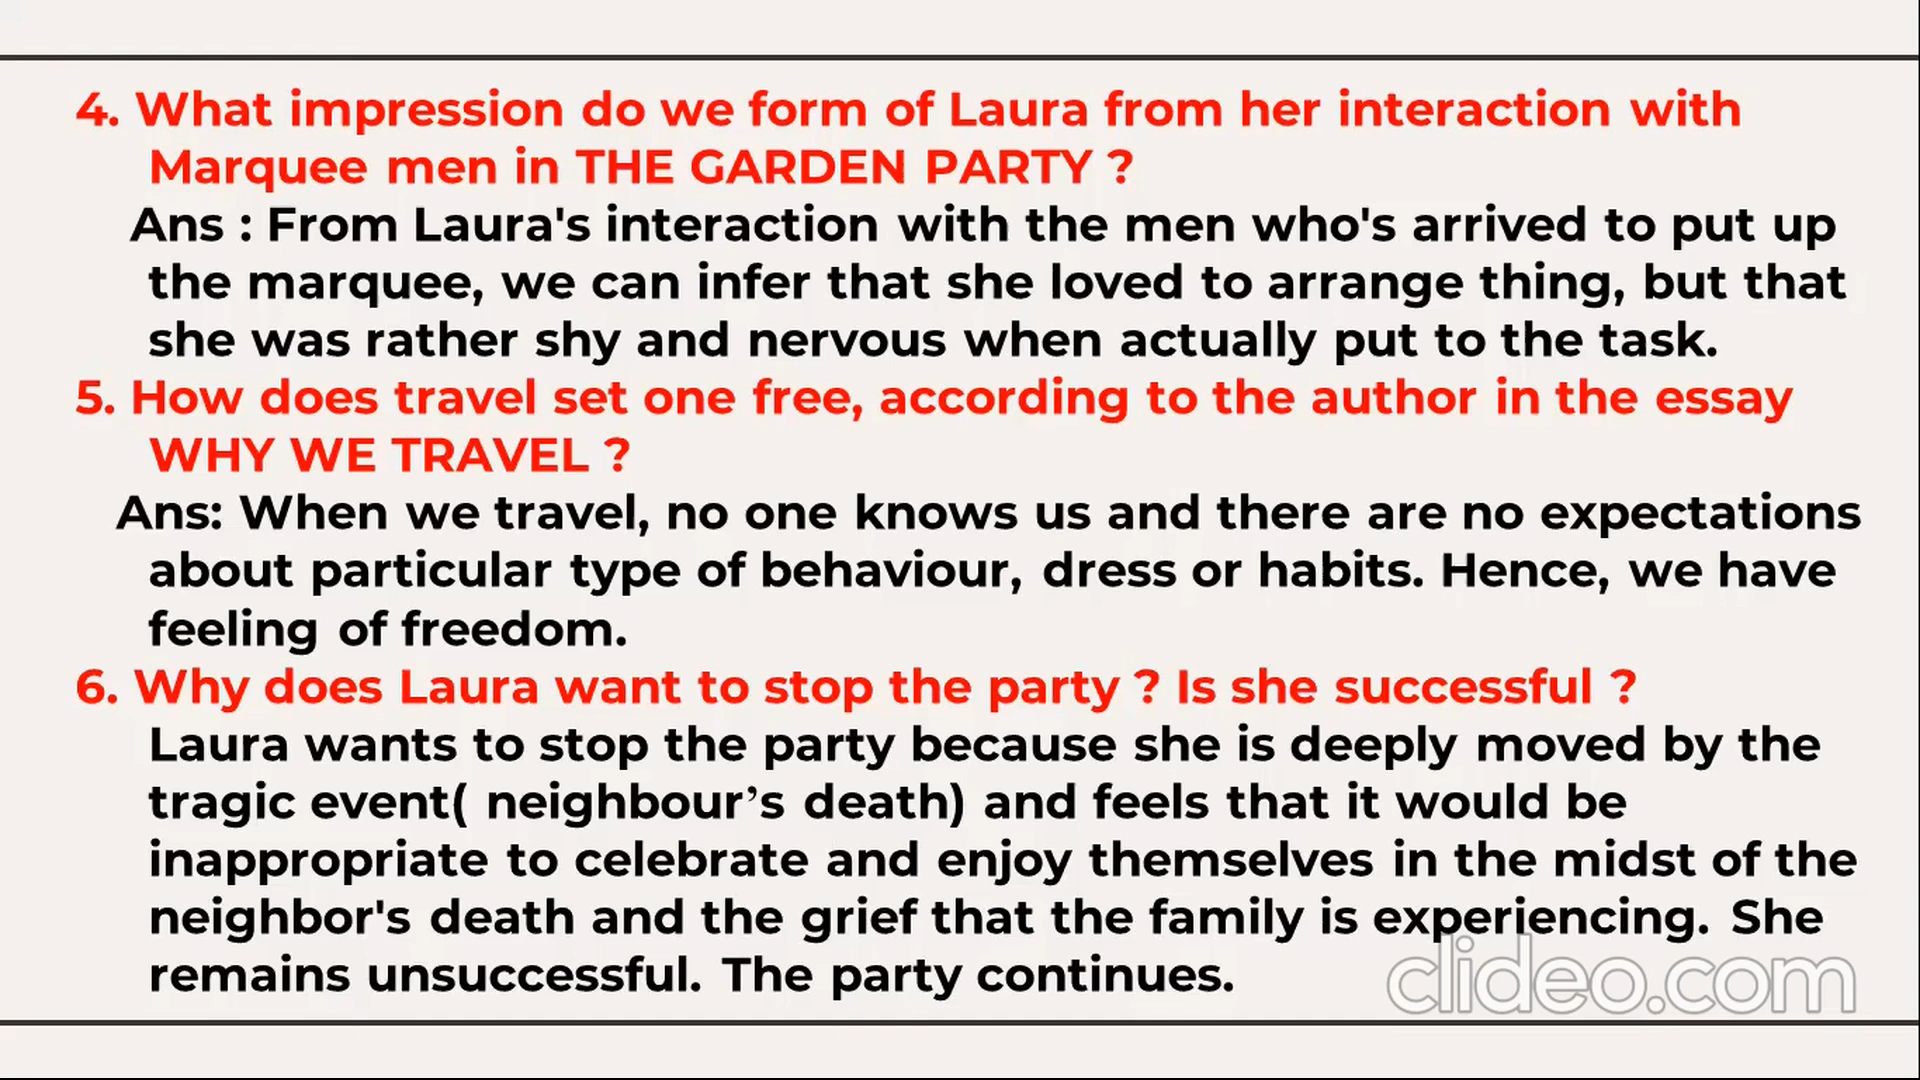 4. What impression do we form of Laura from her interaction with
Marquee men in THE GARDEN PARTY ?
Ans : From Laura's interaction with the men who's arrived to put up
the marquee, we can infer that she loved to arrange thing, but that
she was rather shy and nervous when actually put to the task.
5. How does travel set one free, according to the author in the essay
WHY WE TRAVEL ?
Ans: When we travel, no one knows us and there are no expectations
about particular type of behaviour, dress or habits. Hence, we have
feeling of freedom.
6. Why does Laura want to stop the party ? Is she successful ?
Laura wants to stop the party because she is deeply moved by the
tragic event( neighbour’s death) and feels that it would be
inappropriate to celebrate and enjoy themselves in the midst of the
neighbor's death and the grief that the family is experiencing. She
remains unsuccessful. The party continues.
clideo.com